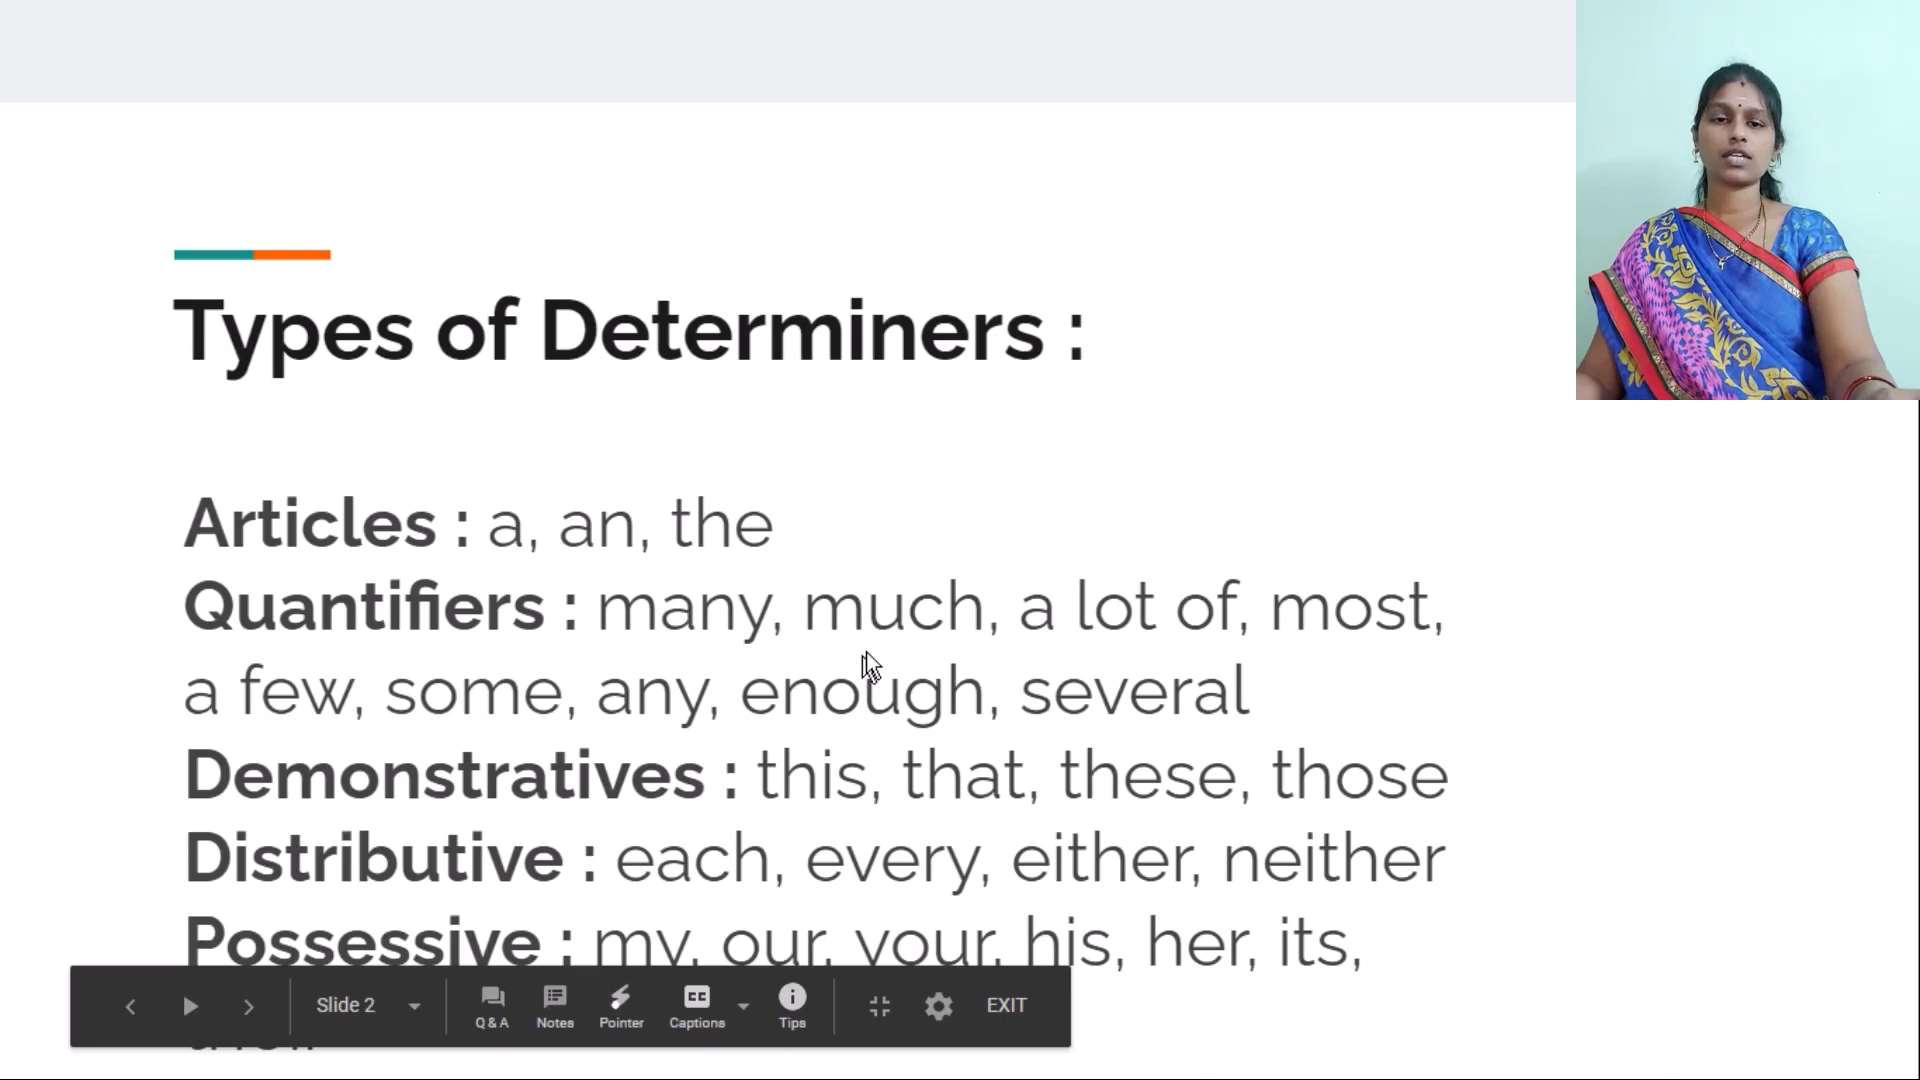 Types of Determiners :
Articles : a, an, the
Quantifiers : many, much, a lot of, most,
a few, some, any, enough, several
Demonstratives : this, that, these, those
Distributive : each, every, either, neither
Possessive : my, our, your, his, her, its,
Slide 2
Q & A
Notes
Pointer
CC
Captions
Tips
EXIT